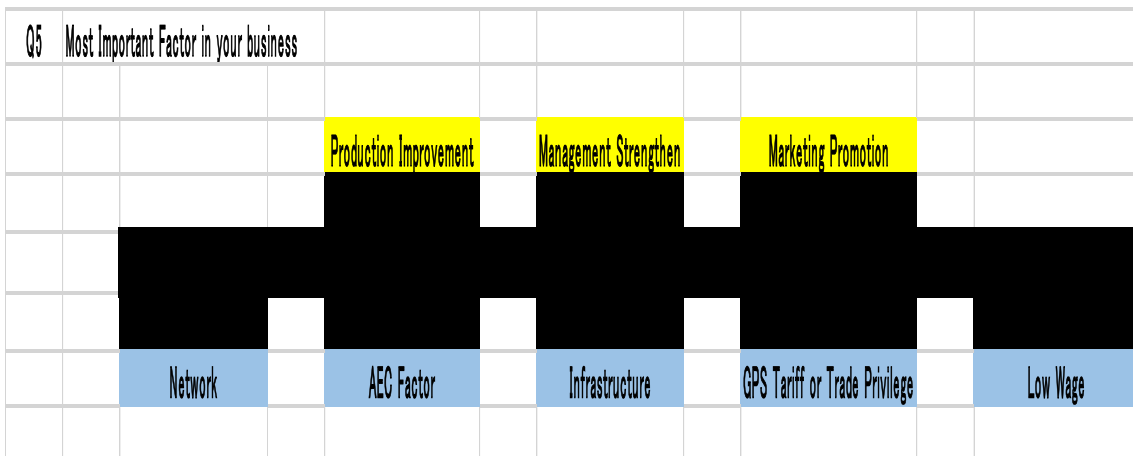 Q5 Most Important Factor in your business
Production Improvement Management Strengthen Marketing Promotion
Network AEC Factor Infrastructure GPS Tariff or Trade Privilege Low Wage